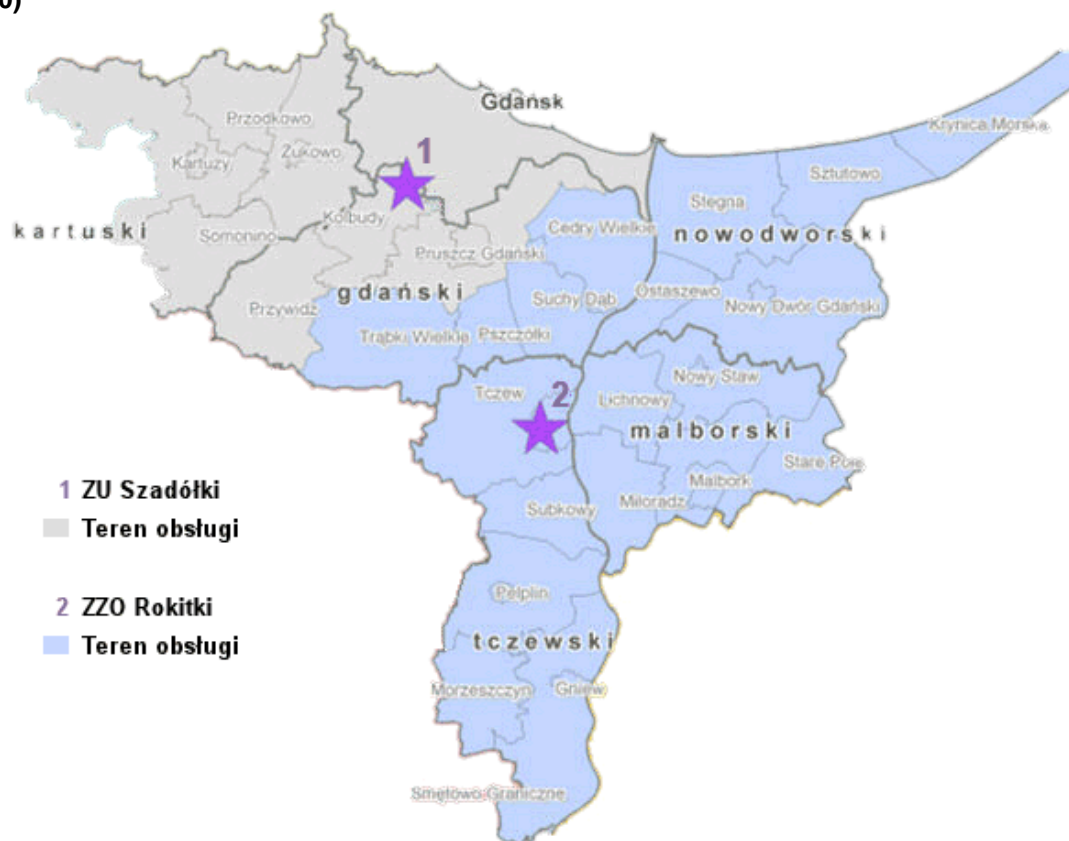 0)
Gdańsk
Krynica Morska
Przodkowo
1
Żukowo
Kartuzy
Sztutowo
Stegna
Kolbudy
kartuski
Somonino
Cedry Wielkie
nowodworski
Pruszcz Gdański
gdański
Suchy Dąb
Ostaszewo
Nowy Dwór Gdański
Przywidz
Trąbki Wielkie
Pszczółki
Nowy Staw
Tczew
2
Lichnowy
malborski
Stare Pole
Malbork
Miłoradz
Subkowy
1 ZU Szadółki
Teren obsługi
2 ZZO Rokitki
Teren obsługi
Pelplin
tczewski
Morzeszczyn
Gniew
Smętowo Graniczne